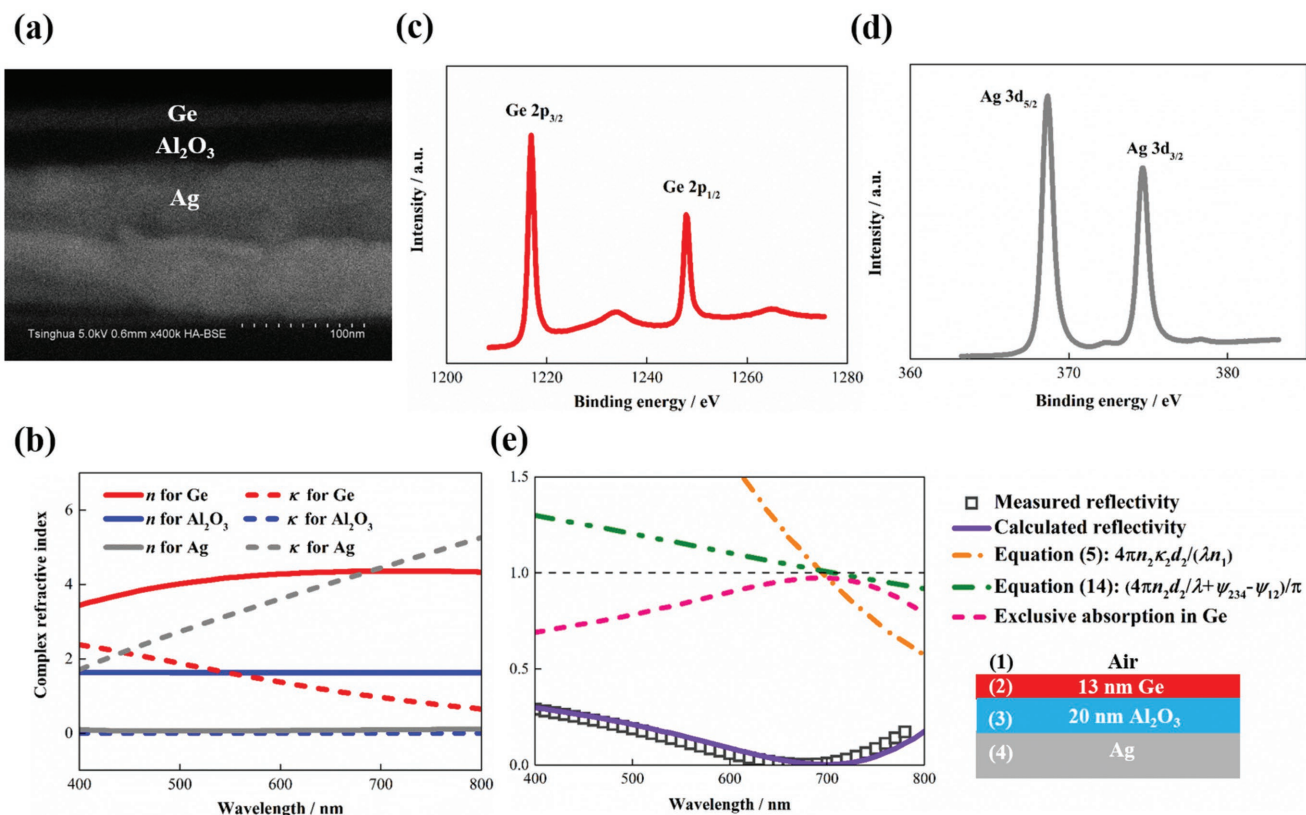 (a)
Ge
Al₂O₃
Ag
Tsinghua 5.0kV 0.6mm x400k HA-BSE
100nm
(c)
Ge 2p₃/₂
Ge 2p₁/₂
Intensity / a.u.
1200 1220 1240 1260 1280
Binding energy / eV
(d)
Ag 3d₅/₂
Ag 3d₃/₂
Intensity / a.u.
360 370 380
Binding energy / eV
(b)
n for Ge
κ for Ge
n for Al₂O₃
κ for Al₂O₃
n for Ag
κ for Ag
Complex refractive index
6
4
2
0
400 500 600 700 800
Wavelength / nm
(e)
1.5
1.0
0.5
0.0
400 500 600 700 800
Wavelength / nm
Measured reflectivity
Calculated reflectivity
Equation (5): 4πn₂κ₂d₂/(λn₁)
Equation (14): (4πn₂d₂/λ+ψ₂₃₄-ψ₁₂)/π
Exclusive absorption in Ge
(1) Air
(2) 13 nm Ge
(3) 20 nm Al₂O₃
(4) Ag